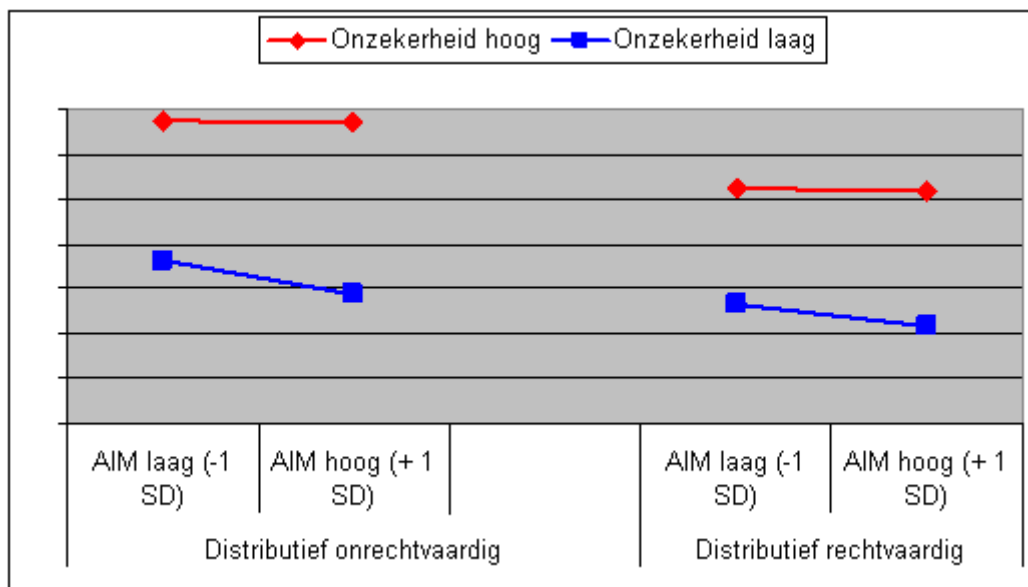 Onzekerheid hoog Onzekerheid laag
AIM laag (-1
SD)
AIM hoog (+ 1
SD)
AIM laag (-1
SD)
AIM hoog (+ 1
SD)
Distributief onrechtvaardig
Distributief rechtvaardig